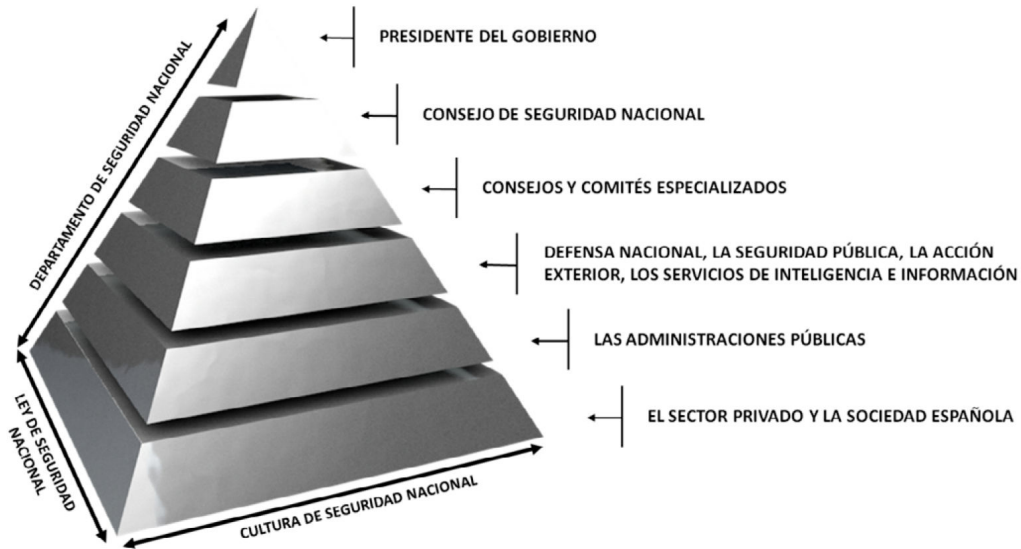 PRESIDENTE DEL GOBIERNO
CONSEJO DE SEGURIDAD NACIONAL
CONSEJOS Y COMITÉS ESPECIALIZADOS
DEFENSA NACIONAL, LA SEGURIDAD PÚBLICA, LA ACCIÓN
EXTERIOR, LOS SERVICIOS DE INTELIGENCIA E INFORMACIÓN
LAS ADMINISTRACIONES PÚBLICAS
EL SECTOR PRIVADO Y LA SOCIEDAD ESPAÑOLA
DEPARTAMENTO DE SEGURIDAD NACIONAL
LEY DE SEGURIDAD
NACIONAL
CULTURA DE SEGURIDAD NACIONAL